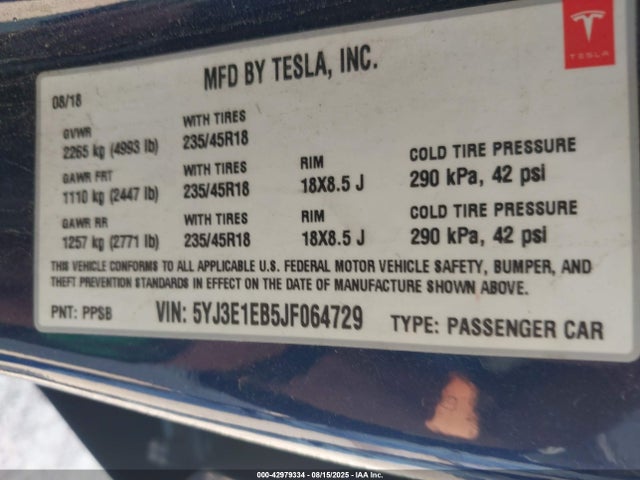 MFD BY TESLA, INC.
TESLA
08/18
GVWR WITH TIRES
2265 kg (4993 lb) 235/45R18
GAWR FRT WITH TIRES RIM COLD TIRE PRESSURE
1110 kg (2447 lb) 235/45R18 18X8.5 J 290 kPa, 42 psi
GAWR RR WITH TIRES RIM COLD TIRE PRESSURE
1257 kg (2771 lb) 235/45R18 18X8.5 J 290 kPa, 42 psi
THIS VEHICLE CONFORMS TO ALL APPLICABLE U.S. FEDERAL MOTOR VEHICLE SAFETY, BUMPER, AND
THEFT PREVENTION STANDARDS IN EFFECT ON THE DATE OF MANUFACTURE SHOWN ABOVE.
PNT: PPSB VIN: 5YJ3E1EB5JF064729 TYPE: PASSENGER CAR
000-42979334 - 08/15/2025 - IAA, Inc.